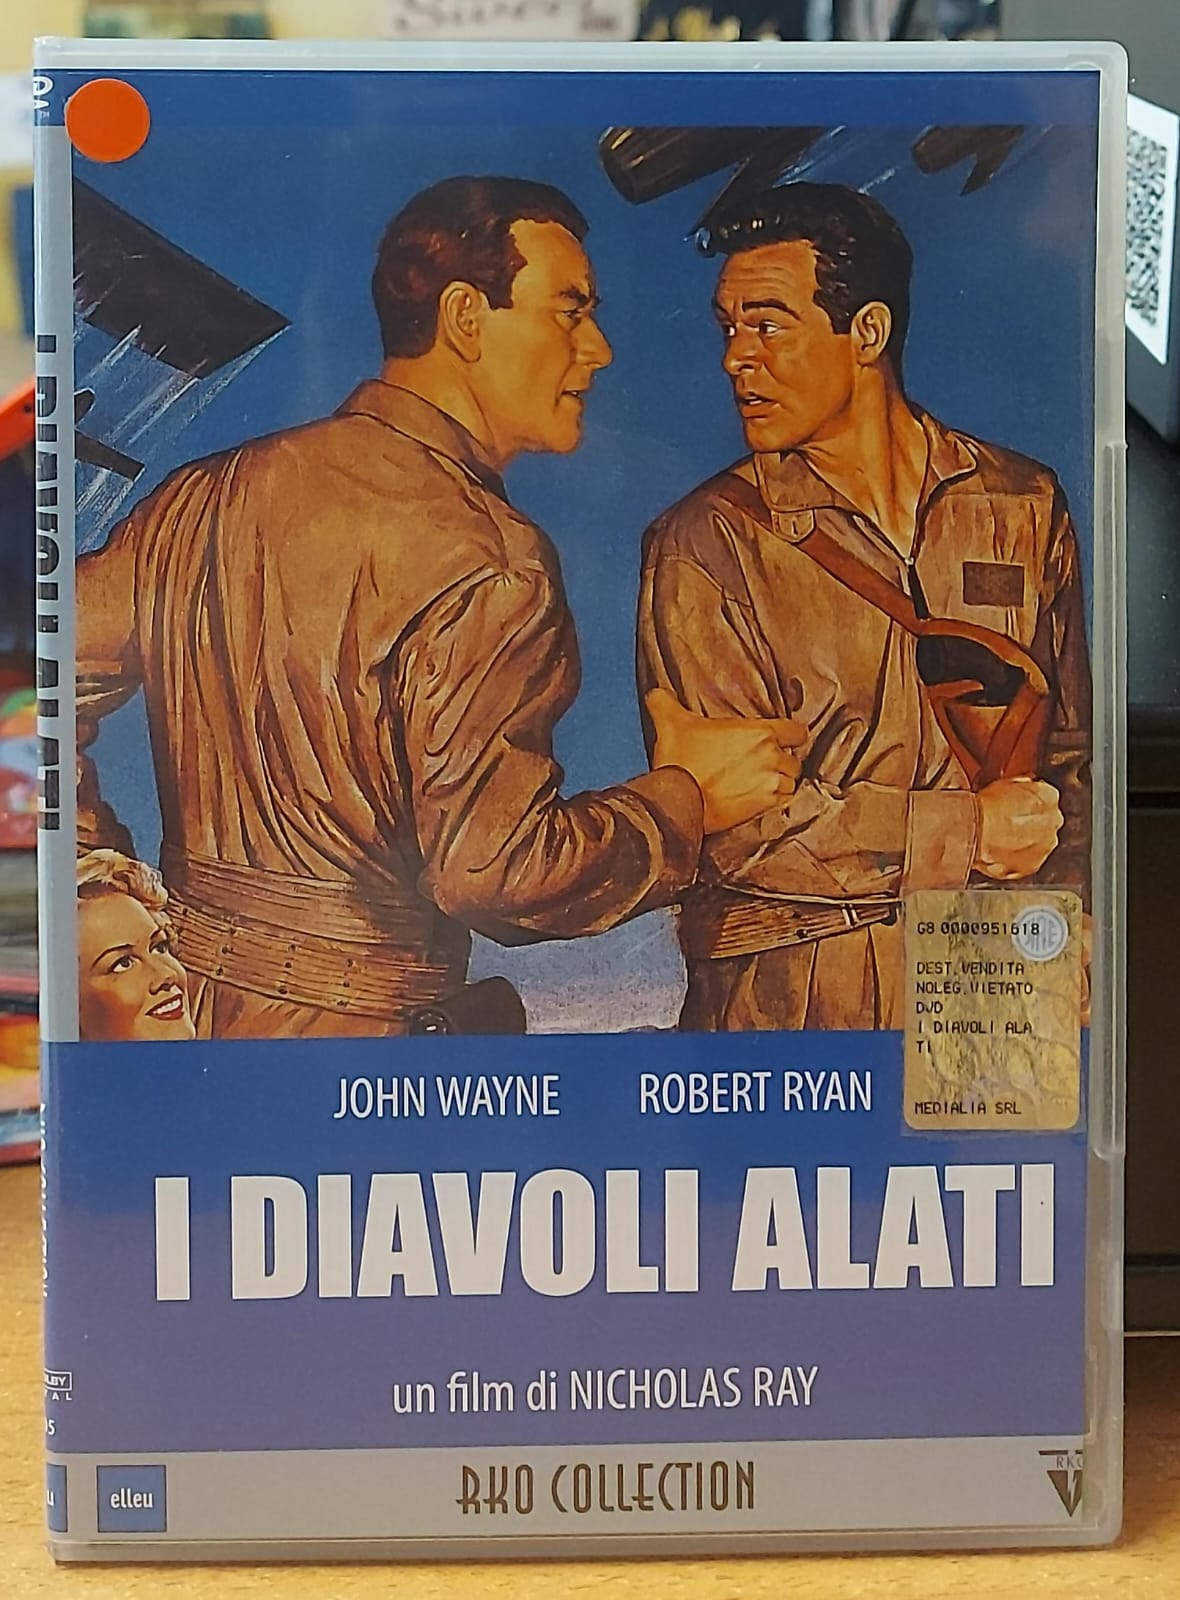 I DIAVOLI ALATI
G8 0000951618
DEST.VENDITA
NOLEG.VIETATO
DVD
I DIAVOLI ALA
TI
MEDIALIA SRL
JOHN WAYNE ROBERT RYAN
I DIAVOLI ALATI
un film di NICHOLAS RAY
elleu
RKO COLLECTION
RKO